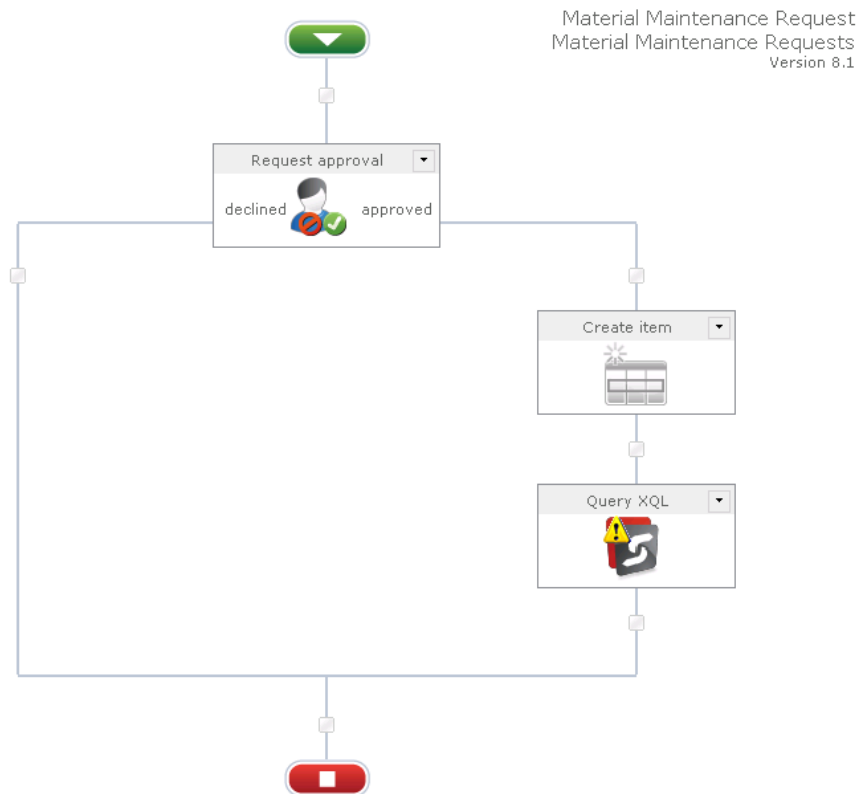 Material Maintenance Request
Material Maintenance Requests
Version 8.1
Request approval
declined
approved
Create item
Query XQL